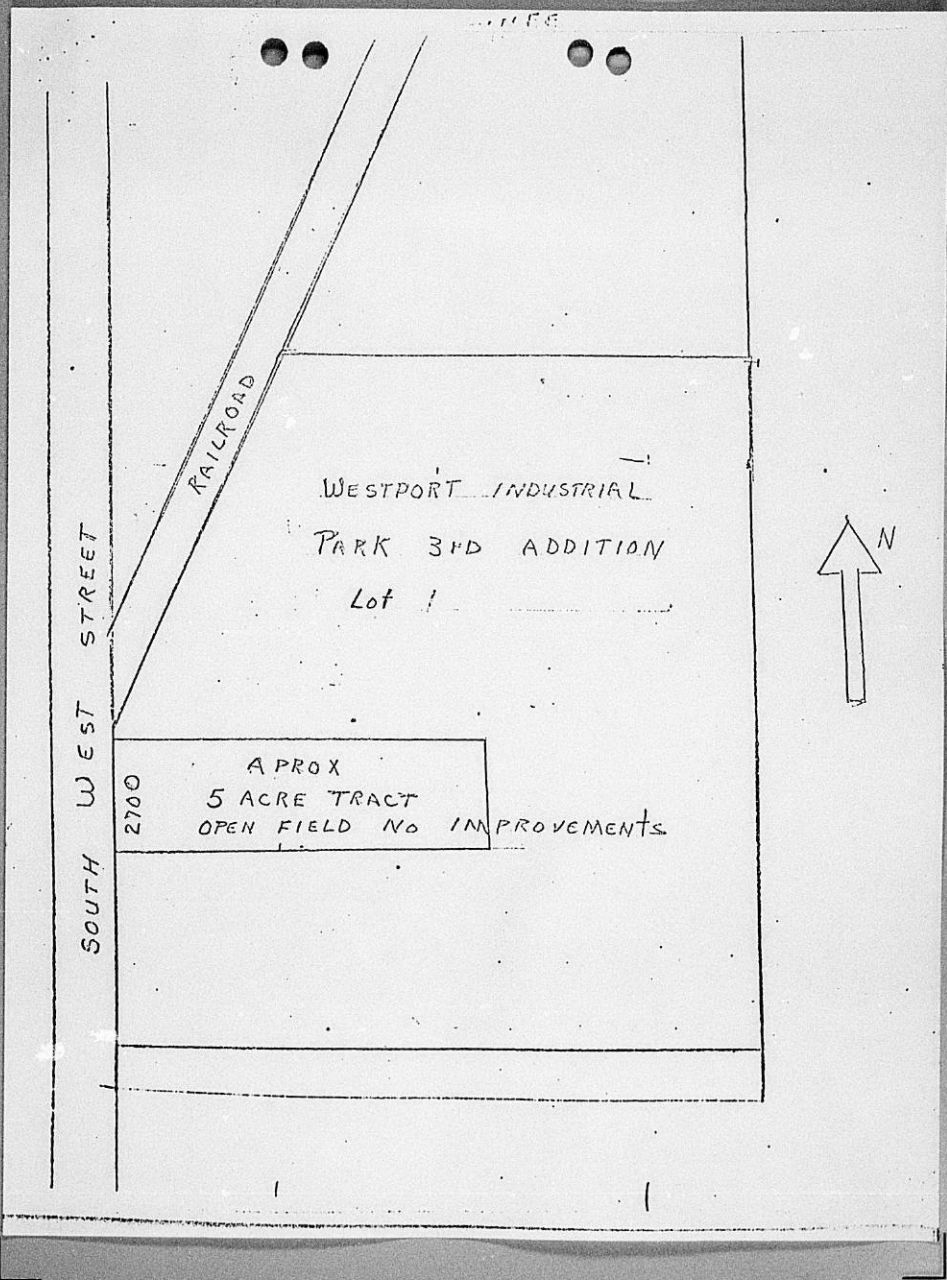 RAILROAD
WESTPORT INDUSTRIAL
PARK 3RD ADDITION
Lot 1
N
SOUTH WEST STREET
2700
APROX
5 ACRE TRACT
OPEN FIELD NO IMPROVEMENTS